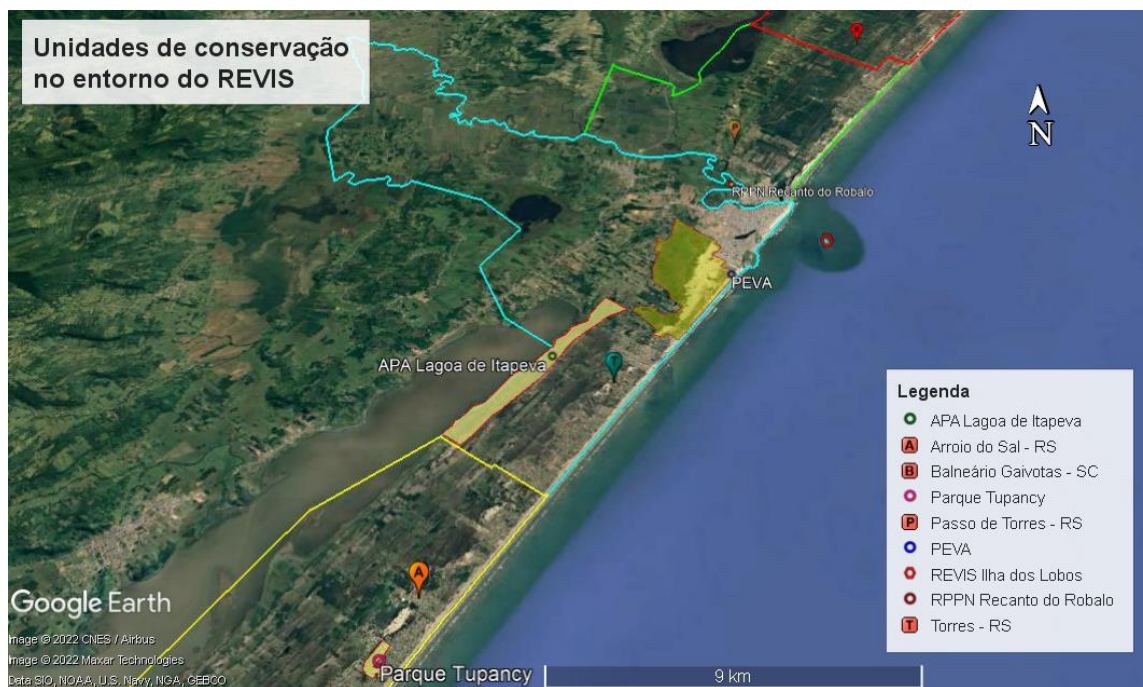 Unidades de conservação
no entorno do REVIS
B
P
N
RPPN Recanto do Robalo
PEVA
APA Lagoa de Itapeva
T
Legenda
APA Lagoa de Itapeva
A Arroio do Sal - RS
B Balneário Gaivotas - SC
Parque Tupancy
P Passo de Torres - RS
PEVA
REVIS Ilha dos Lobos
RPPN Recanto do Robalo
T Torres - RS
A
Google Earth
Image © 2022 CNES / Airbus
Image © 2022 Maxar Technologies
Data SIO, NOAA, U.S. Navy, NGA, GEBCO
Parque Tupancy
9 km